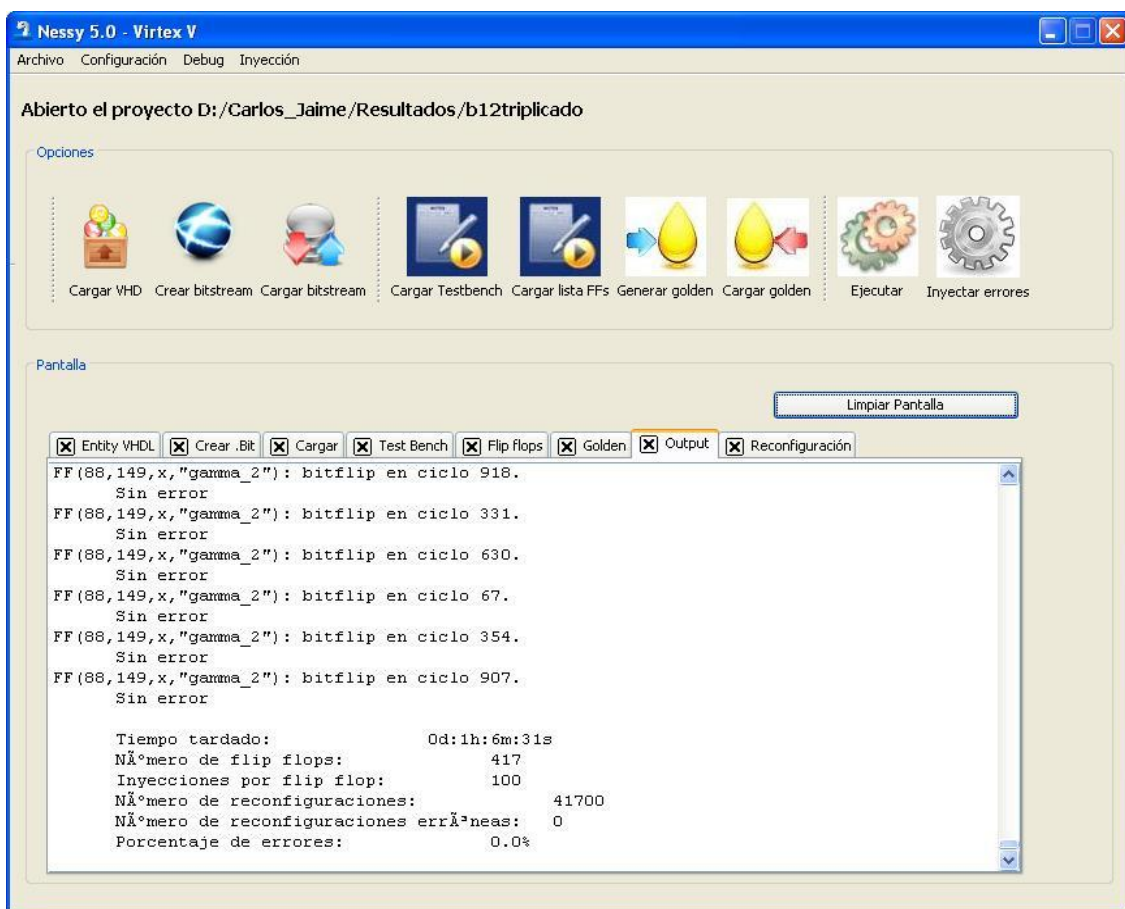 Nessy 5.0 - Virtex V
Archivo Configuración Debug Inyección
Abierto el proyecto D:/Carlos_Jaime/Resultados/b12triplicado
Opciones
Cargar VHD Crear bitstream Cargar bitstream Cargar Testbench Cargar lista FFs Generar golden Cargar golden Ejecutar Inyectar errores
Pantalla
Limpiar Pantalla
Entity VHDL Crear .Bit Cargar Test Bench Flip flops Golden Output Reconfiguración
FF(88,149,x,"gamma_2"): bitflip en ciclo 918.
Sin error
FF(88,149,x,"gamma_2"): bitflip en ciclo 331.
Sin error
FF(88,149,x,"gamma_2"): bitflip en ciclo 630.
Sin error
FF(88,149,x,"gamma_2"): bitflip en ciclo 67.
Sin error
FF(88,149,x,"gamma_2"): bitflip en ciclo 354.
Sin error
FF(88,149,x,"gamma_2"): bitflip en ciclo 907.
Sin error
Tiempo tardado: 0d:1h:6m:31s
NÃºmero de flip flops: 417
Inyecciones por flip flop: 100
NÃºmero de reconfiguraciones: 41700
NÃºmero de reconfiguraciones errÃ³neas: 0
Porcentaje de errores: 0.0%